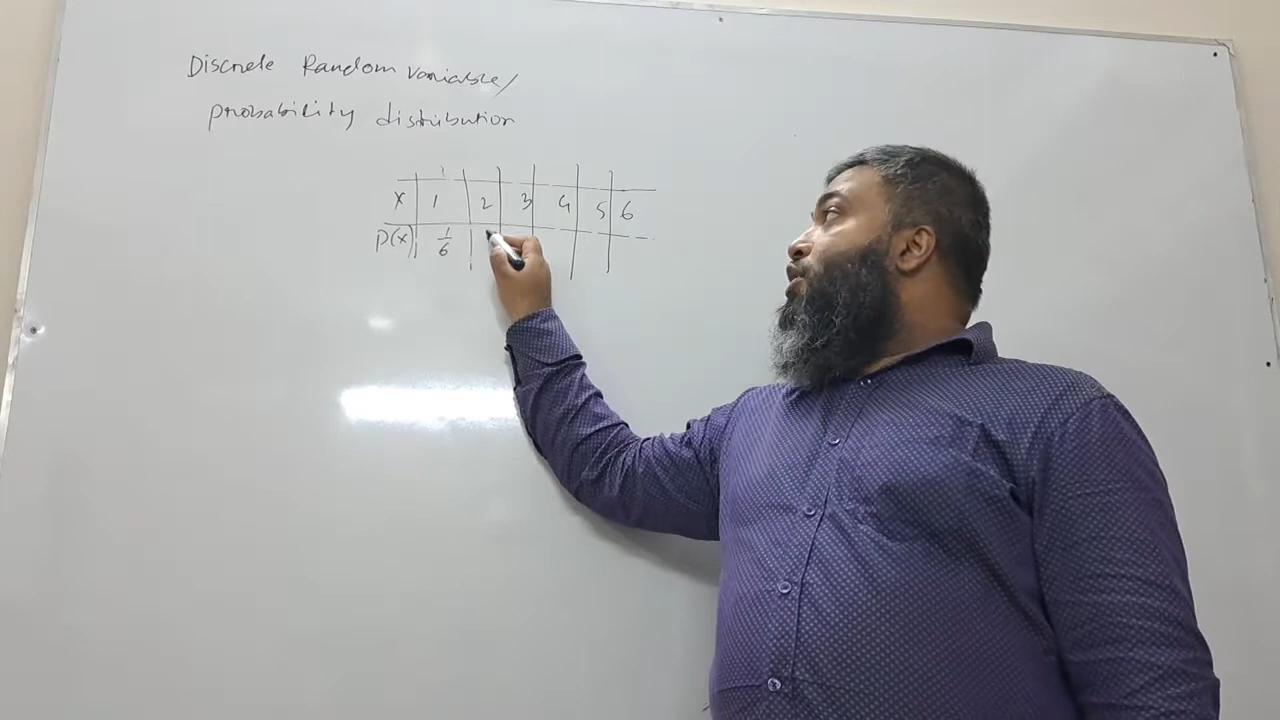 Discrete Random variable/
probability distribution
X 1 2 3 4 5 6
P(X) 1/6